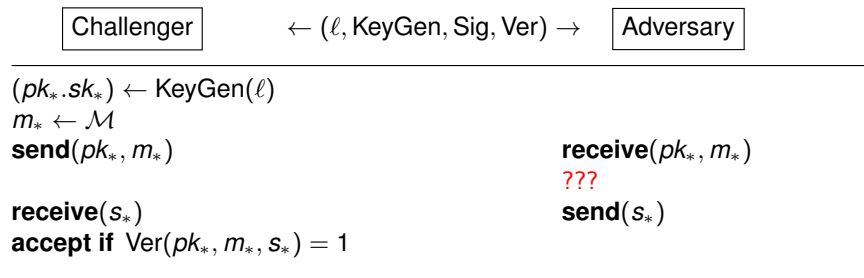 Challenger ← (ℓ, KeyGen, Sig, Ver) → Adversary
(pk∗.sk∗) ← KeyGen(ℓ)
m∗ ← ℳ
send(pk∗, m∗) receive(pk∗, m∗)
???
receive(s∗) send(s∗)
accept if Ver(pk∗, m∗, s∗) = 1